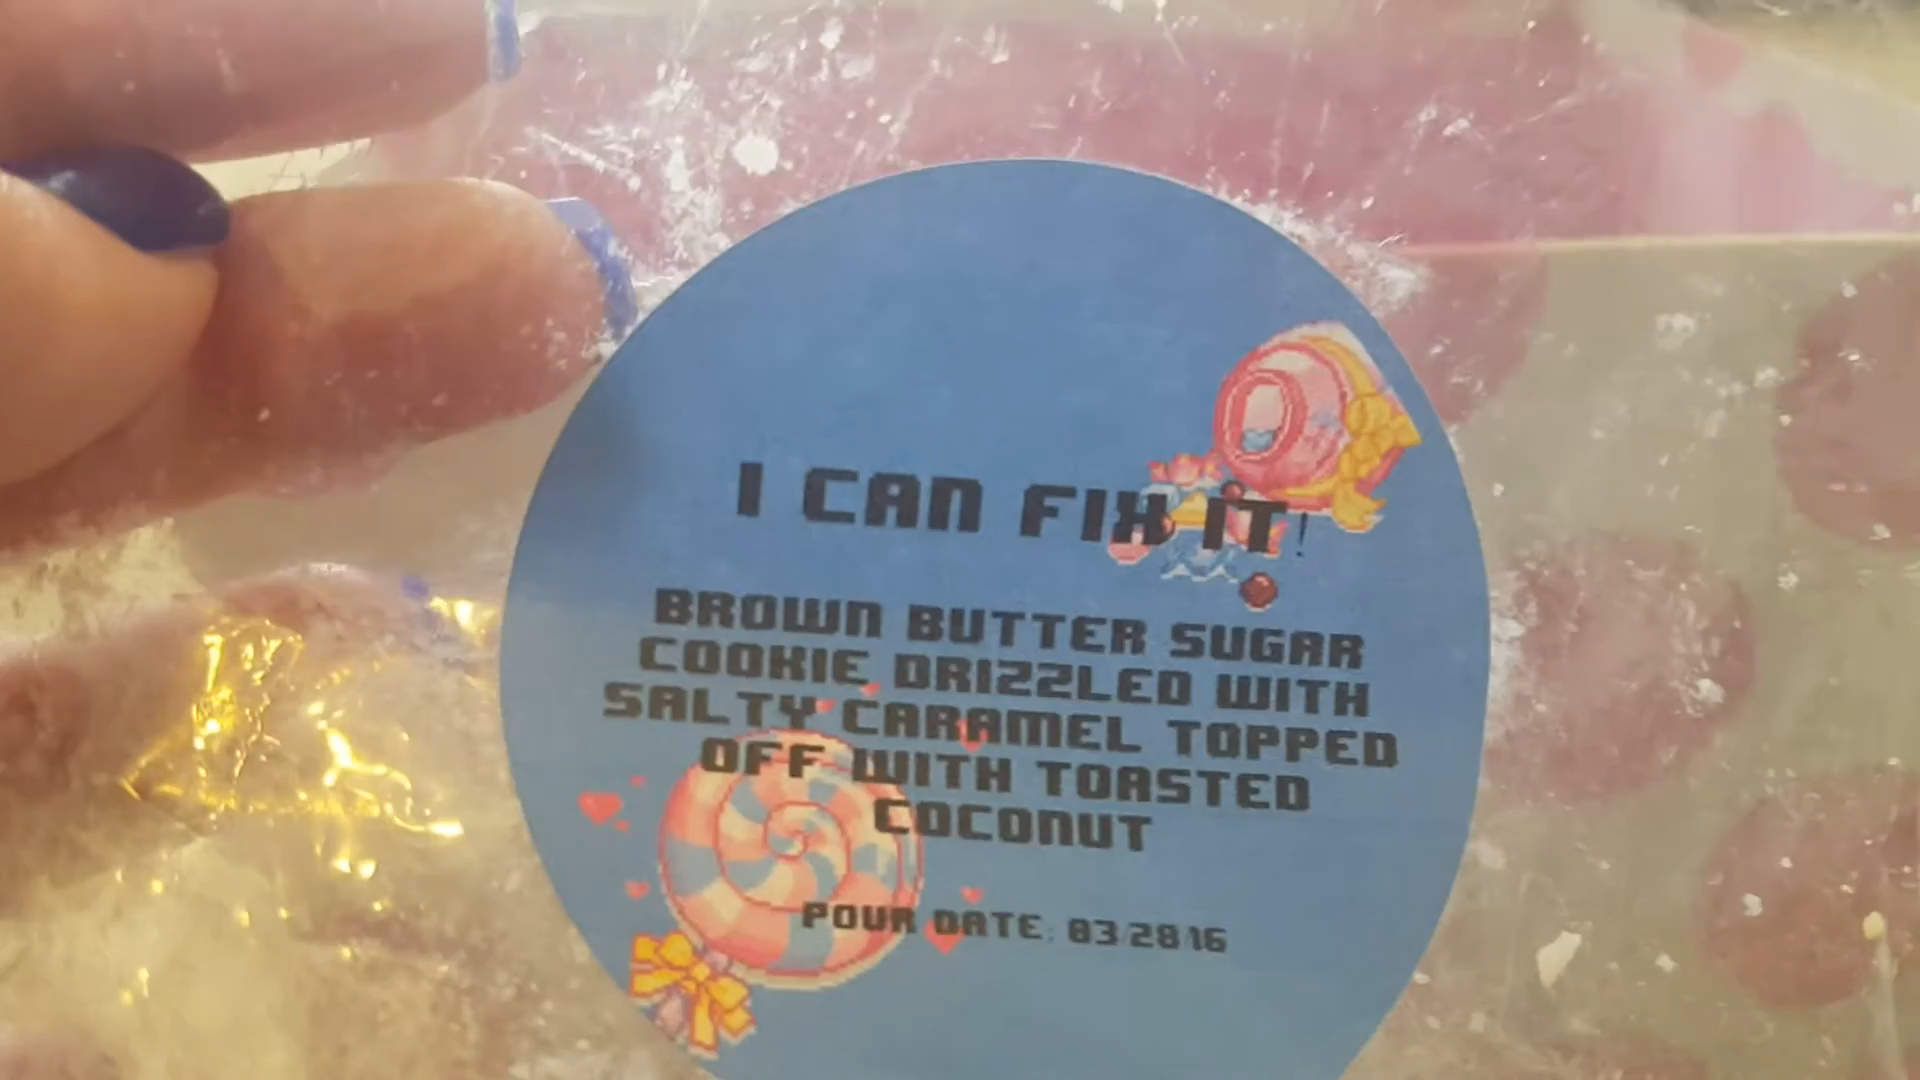 I CAN FIX IT!
BROWN BUTTER SUGAR
COOKIE DRIZZLED WITH
SALTY CARAMEL TOPPED
OFF WITH TOASTED
COCONUT
POUR DATE: 03/28/16